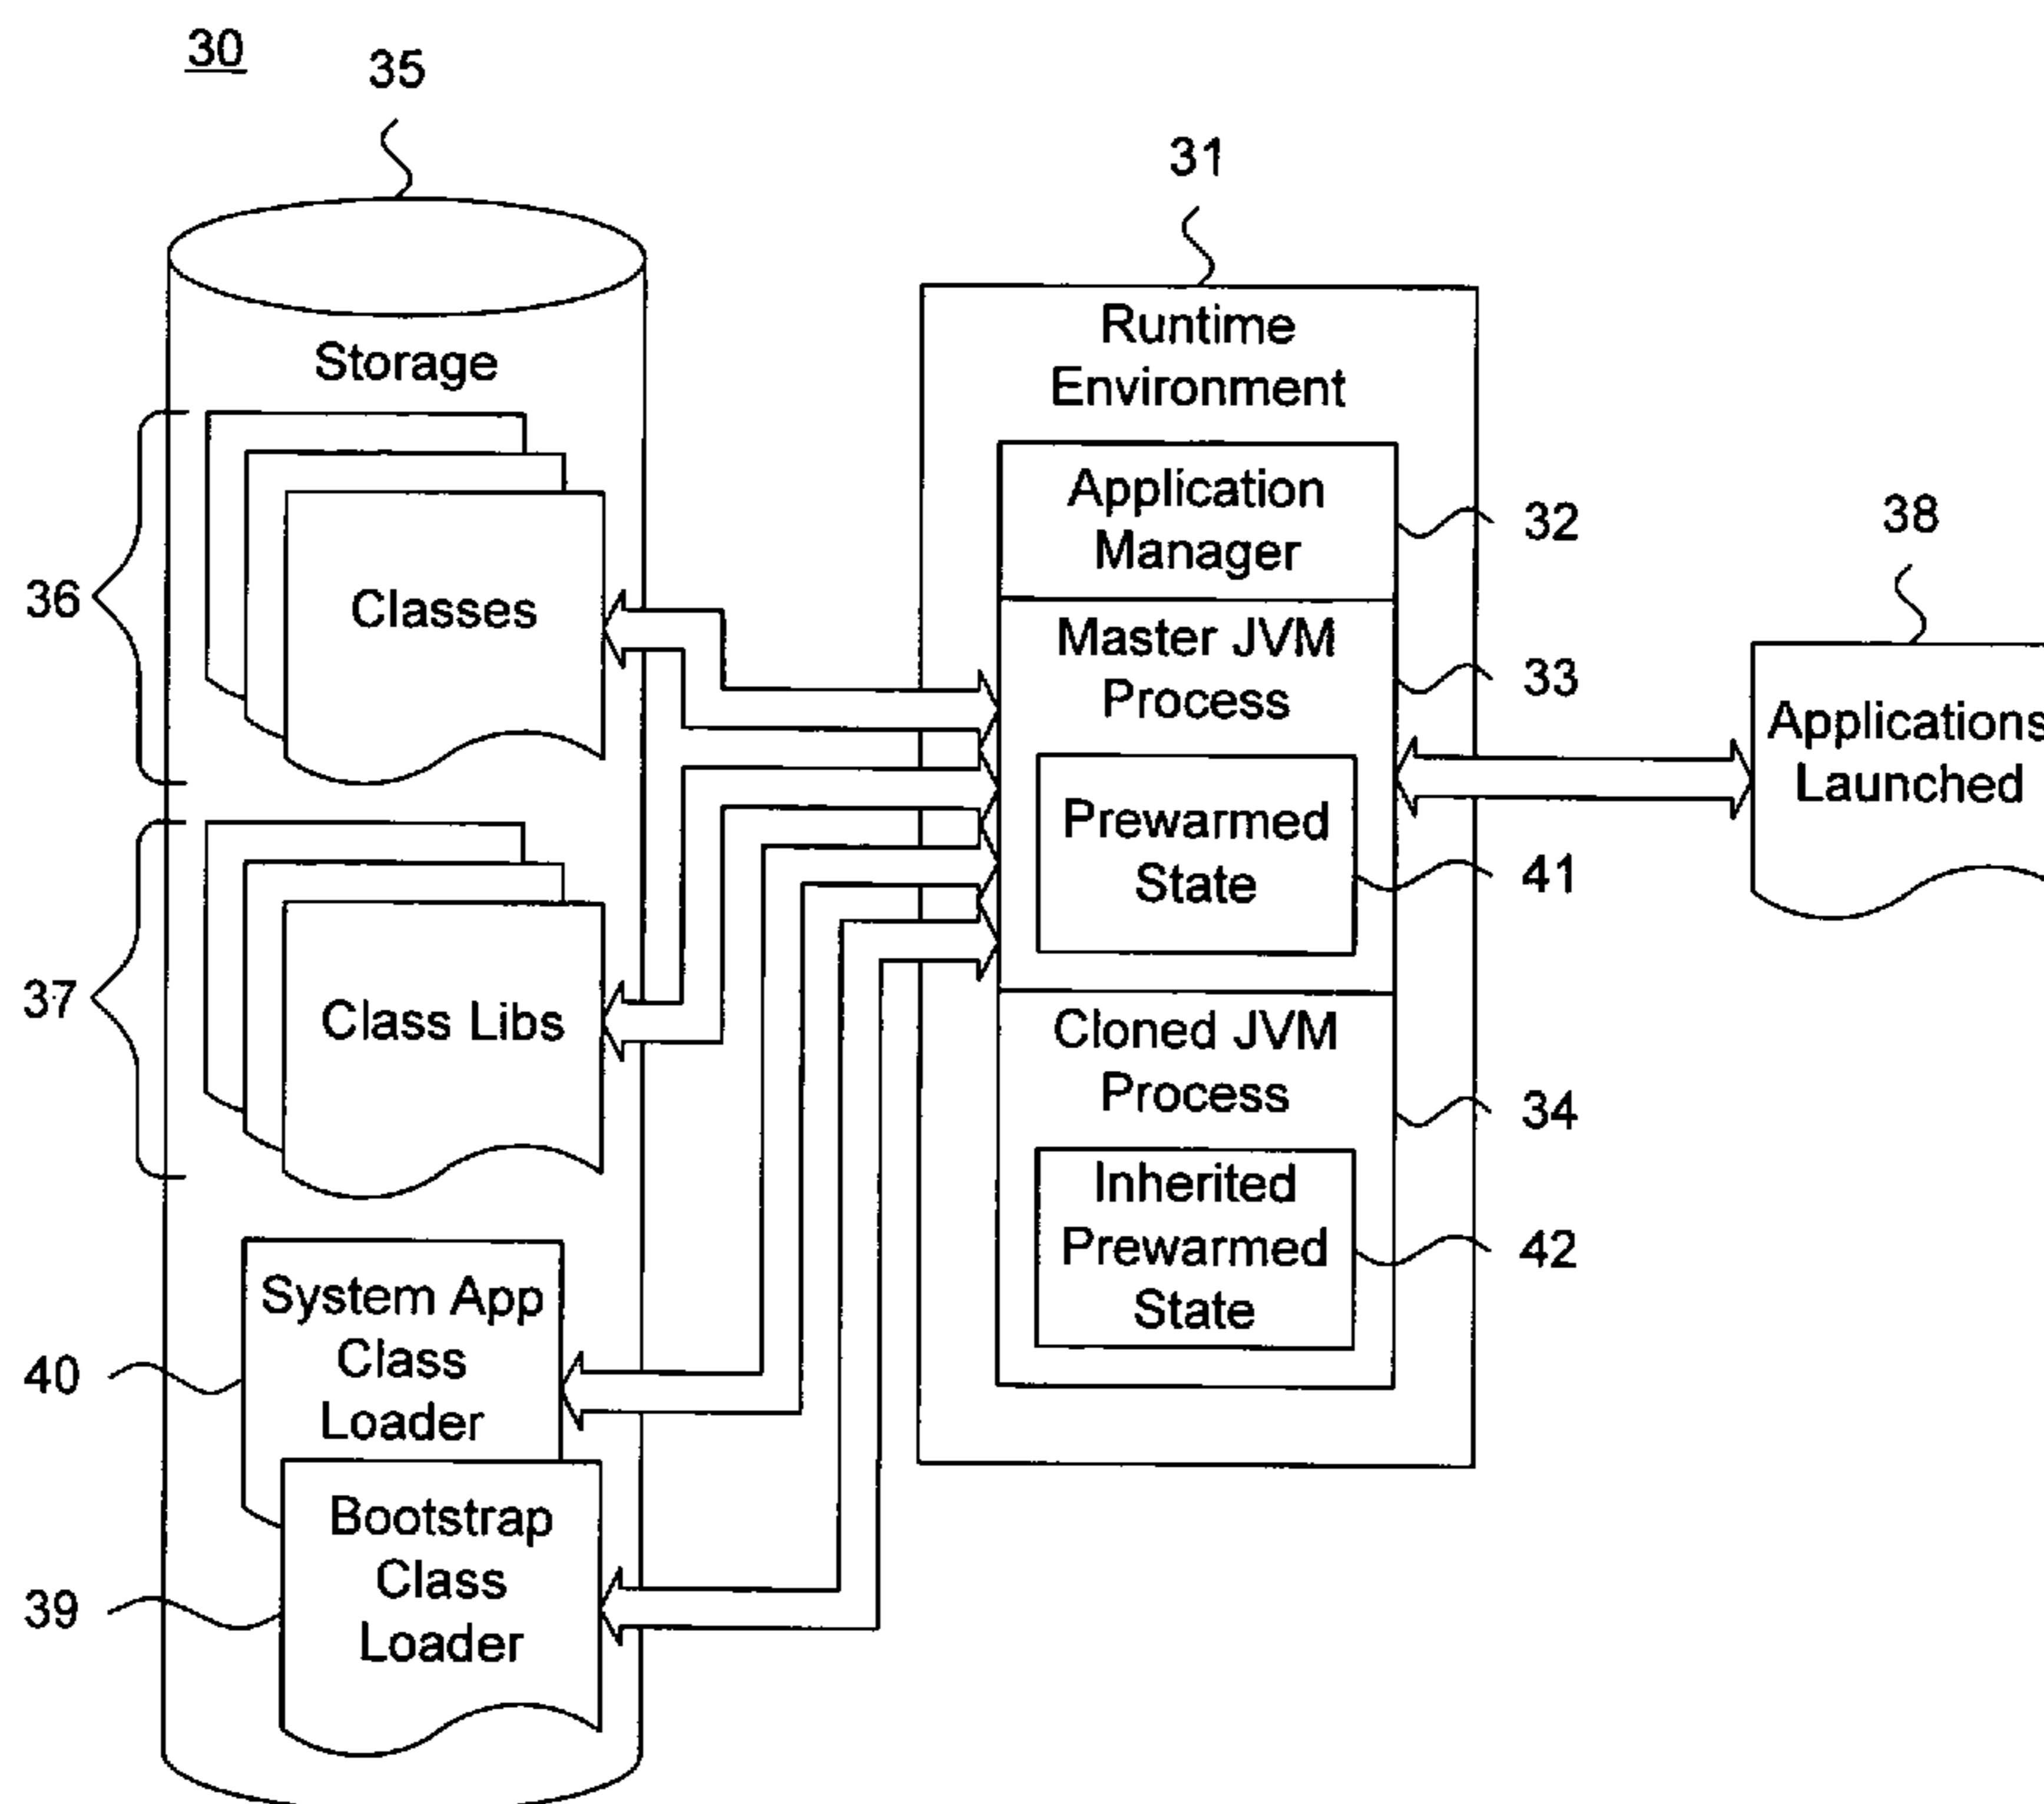 30
35
31
Storage
Runtime
Environment
Application
Manager
32
38
36
Classes
Master JVM
Process
33
Applications
Launched
Prewarmed
State
41
37
Class Libs
Cloned JVM
Process
34
Inherited
Prewarmed
State
42
System App
Class
Loader
40
Bootstrap
Class
Loader
39